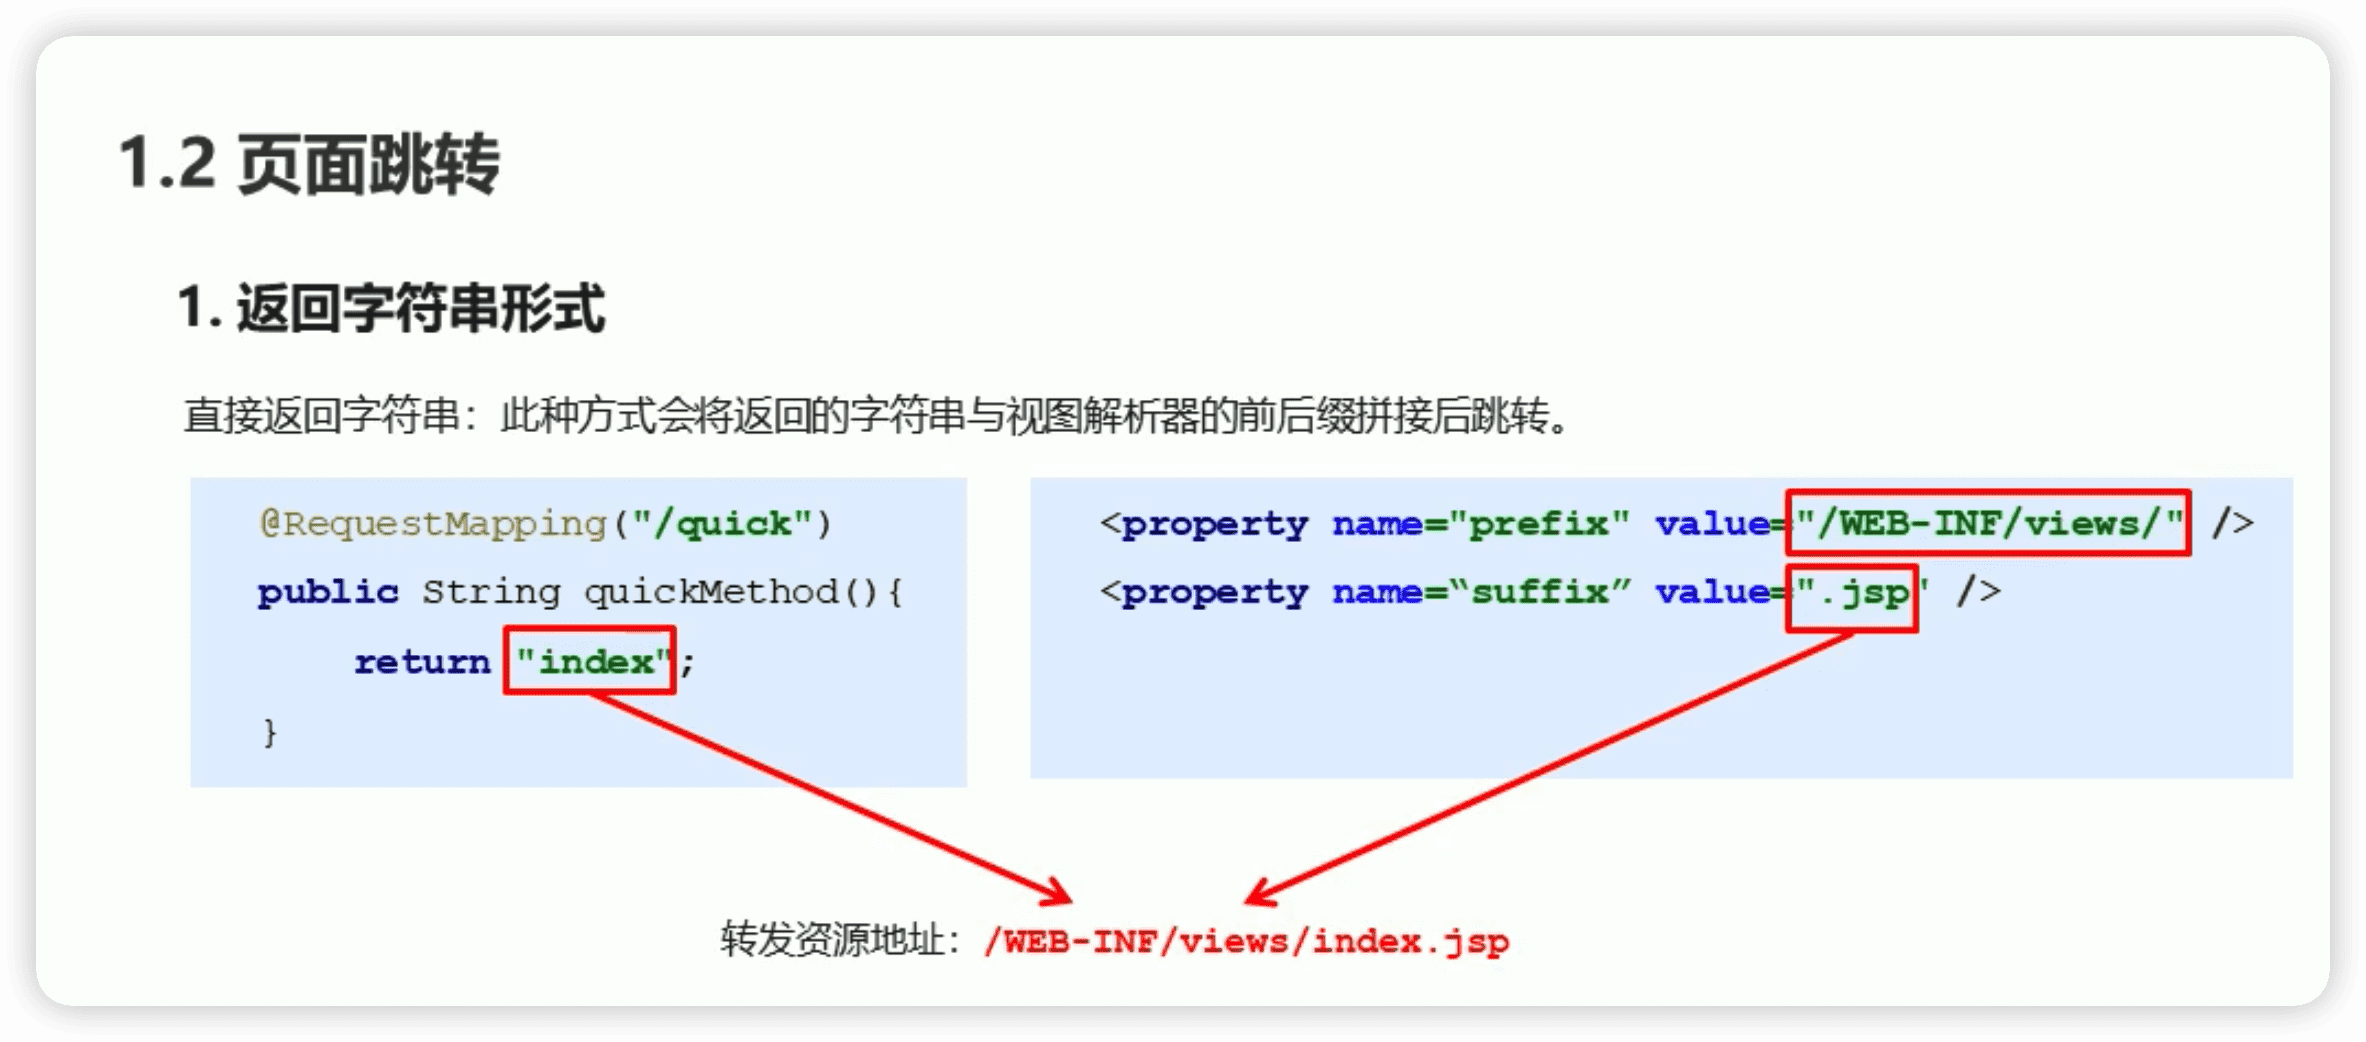 1.2 页面跳转
1. 返回字符串形式
直接返回字符串：此种方式会将返回的字符串与视图解析器的前后缀拼接后跳转。
@RequestMapping("/quick")
public String quickMethod(){
return "index";
}
<property name="prefix" value="/WEB-INF/views/" />
<property name=“suffix” value=".jsp" />
转发资源地址：/WEB-INF/views/index.jsp